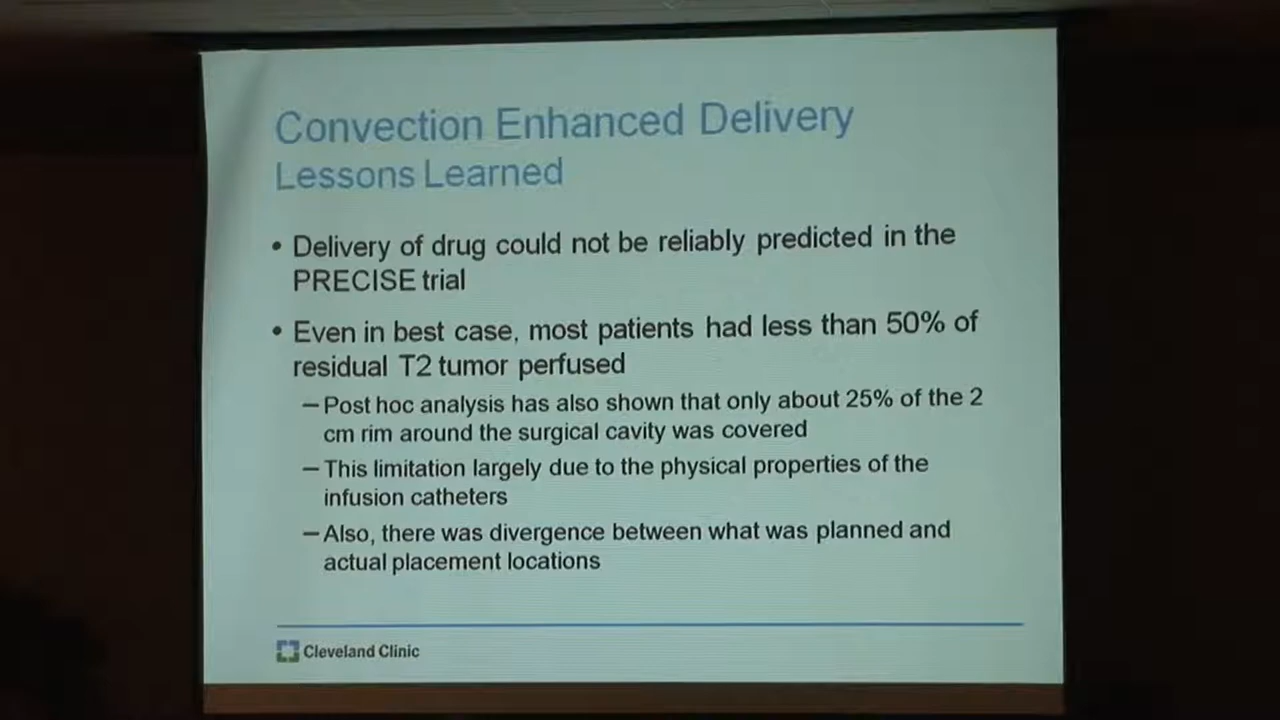 Convection Enhanced Delivery
Lessons Learned
• Delivery of drug could not be reliably predicted in the
PRECISE trial
• Even in best case, most patients had less than 50% of
residual T2 tumor perfused
– Post hoc analysis has also shown that only about 25% of the 2
cm rim around the surgical cavity was covered
– This limitation largely due to the physical properties of the
infusion catheters
– Also, there was divergence between what was planned and
actual placement locations
Cleveland Clinic